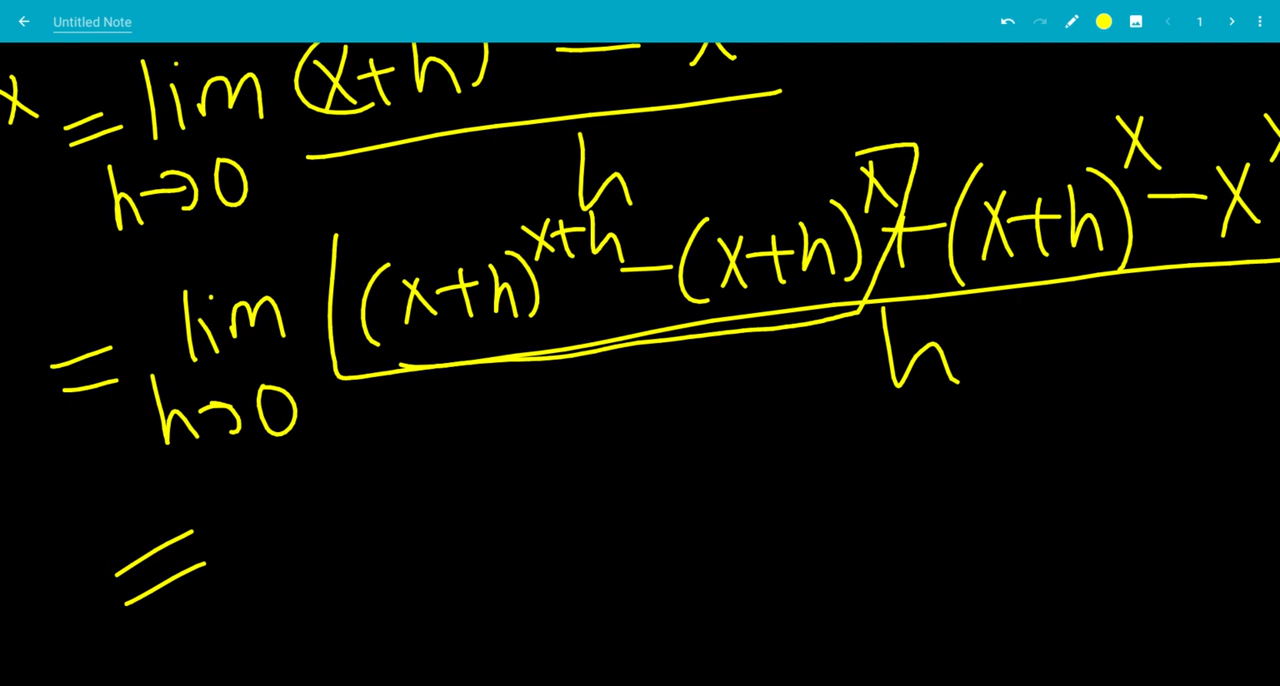 Untitled Note
1
x = lim (x+h) - x
h→0 h
= lim [(x+h)^{x+h} - (x+h)^x] + (x+h)^x - x^x
h→0 h
=